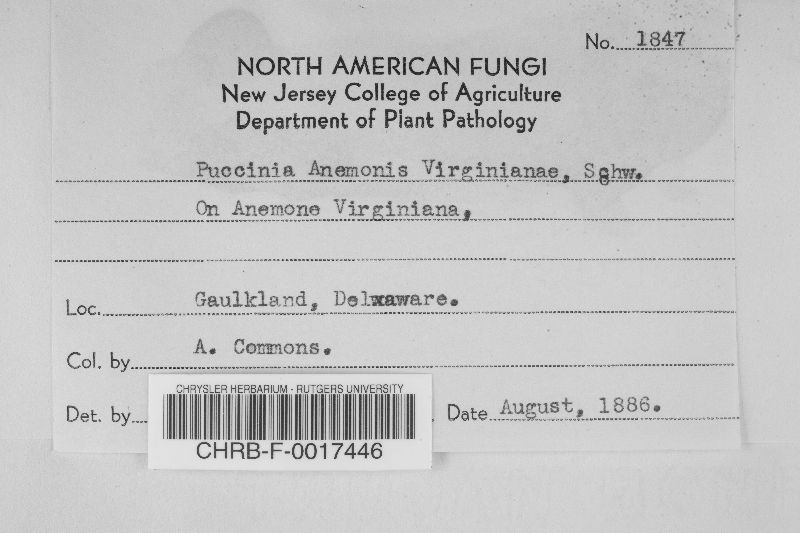 No. 1847
NORTH AMERICAN FUNGI
New Jersey College of Agriculture
Department of Plant Pathology
Puccinia Anemonis Virginianae, Sghw.
On Anemone Virginiana,
Loc. Gaulkland, Delxaware.
Col. by A. Commons.
Det. by
Date August, 1886.
CHRYSLER HERBARIUM - RUTGERS UNIVERSITY
CHRB-F-0017446